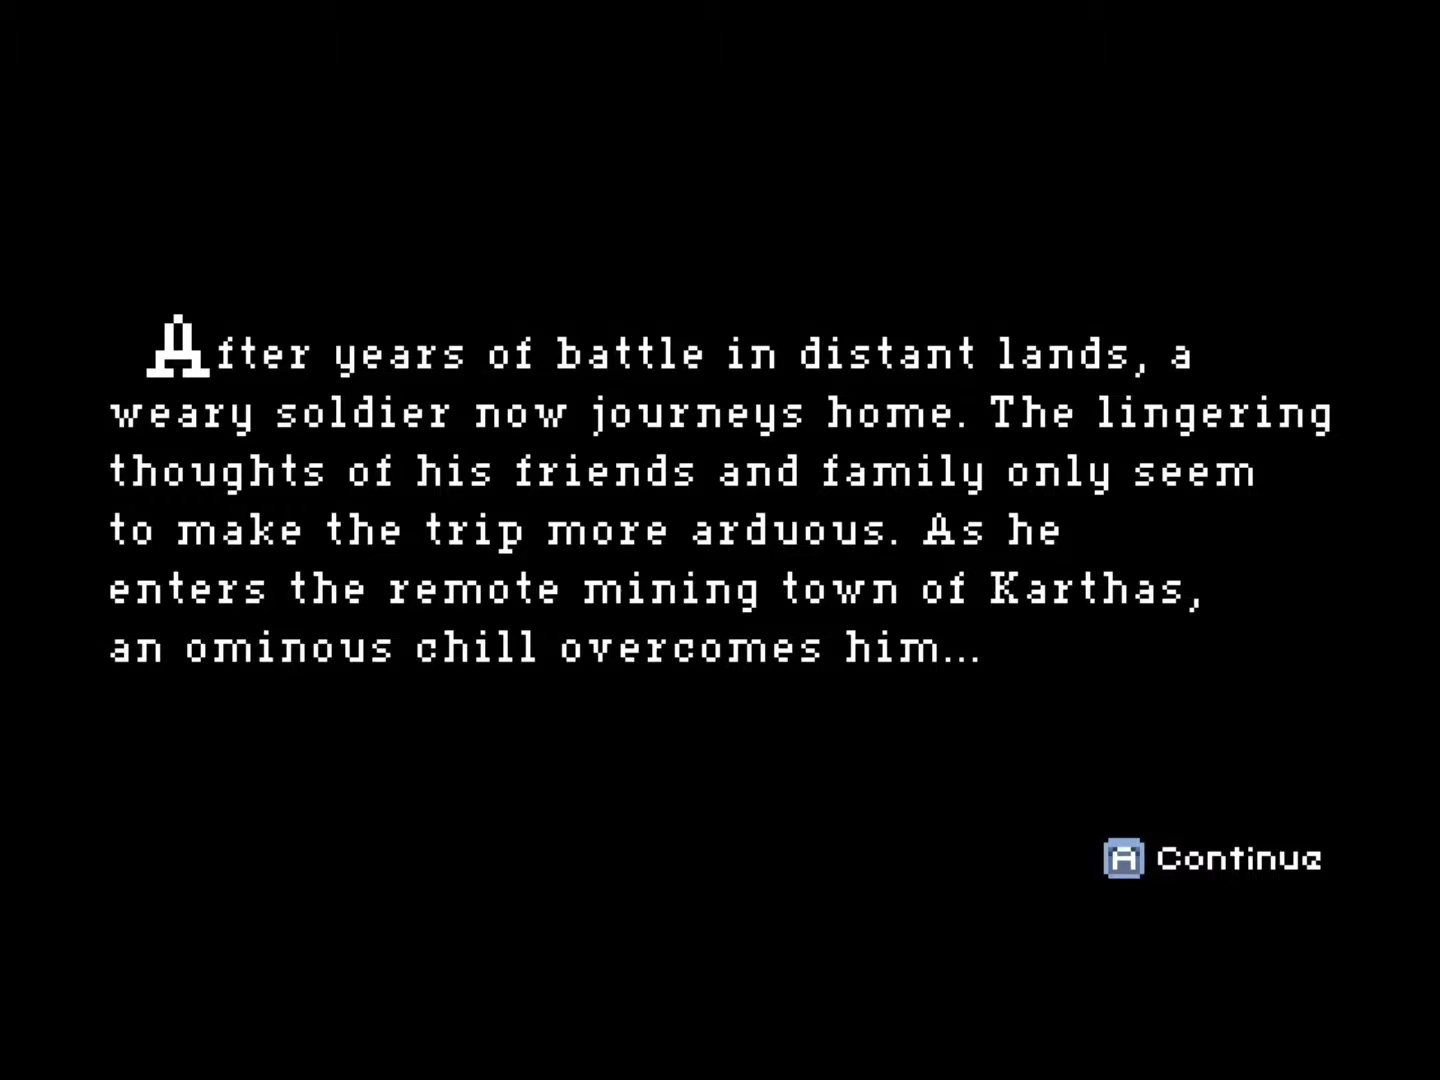 After years of battle in distant lands, a
weary soldier now journeys home. The lingering
thoughts of his friends and family only seem
to make the trip more arduous. As he
enters the remote mining town of Karthas,
an ominous chill overcomes him...
A Continue